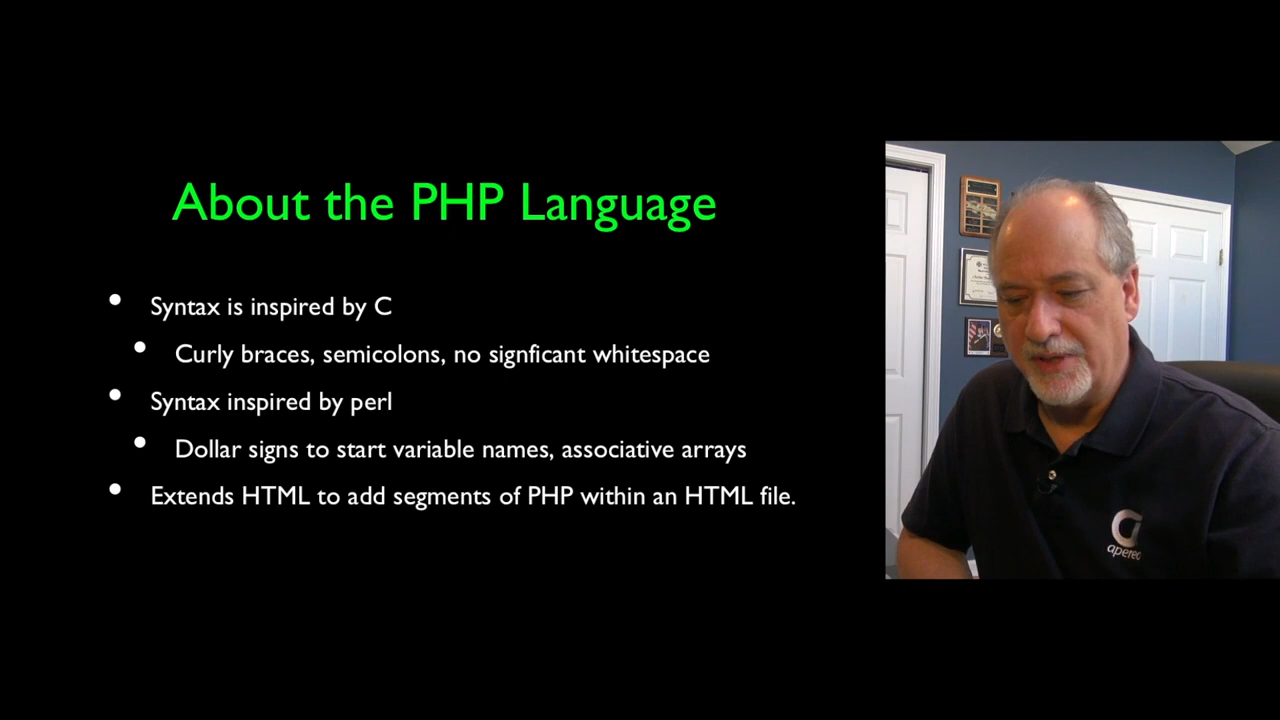 About the PHP Language
• Syntax is inspired by C
• Curly braces, semicolons, no signficant whitespace
• Syntax inspired by perl
• Dollar signs to start variable names, associative arrays
• Extends HTML to add segments of PHP within an HTML file.
apereo